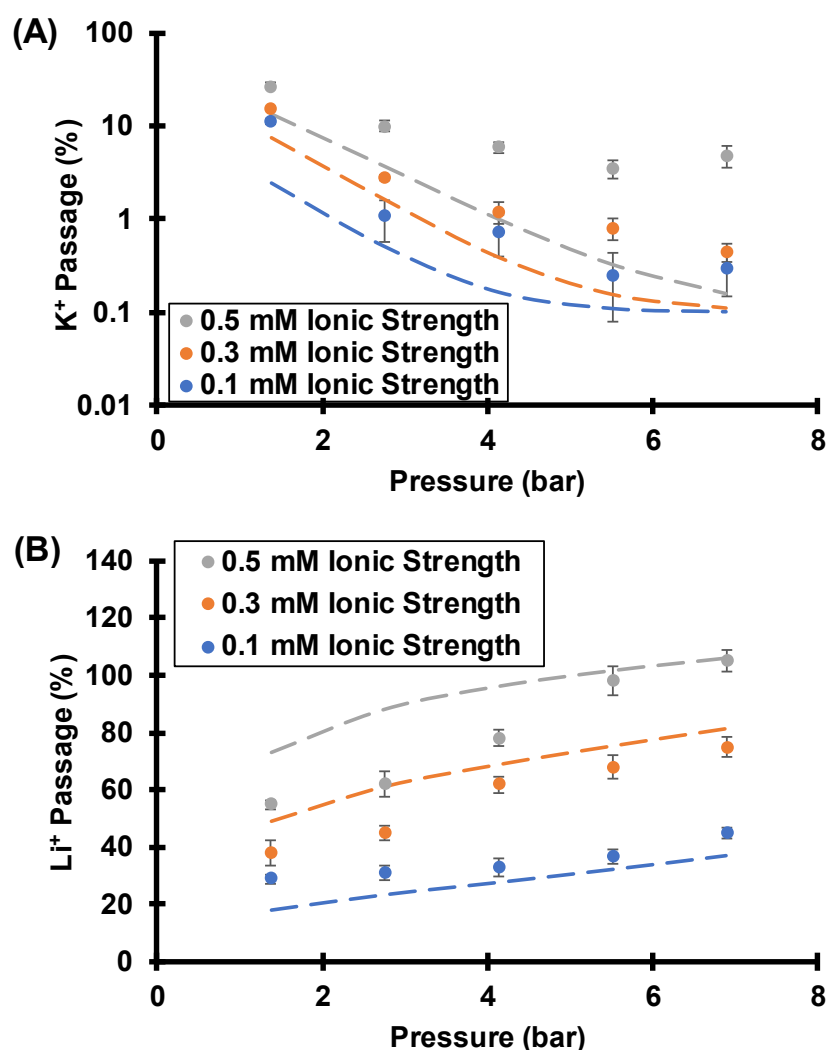 (A)
100
10
1
0.1
0.01
K⁺ Passage (%)
0.5 mM Ionic Strength
0.3 mM Ionic Strength
0.1 mM Ionic Strength
0 2 4 6 8
Pressure (bar)
(B)
140
120
100
80
60
40
20
0
Li⁺ Passage (%)
0.5 mM Ionic Strength
0.3 mM Ionic Strength
0.1 mM Ionic Strength
0 2 4 6 8
Pressure (bar)